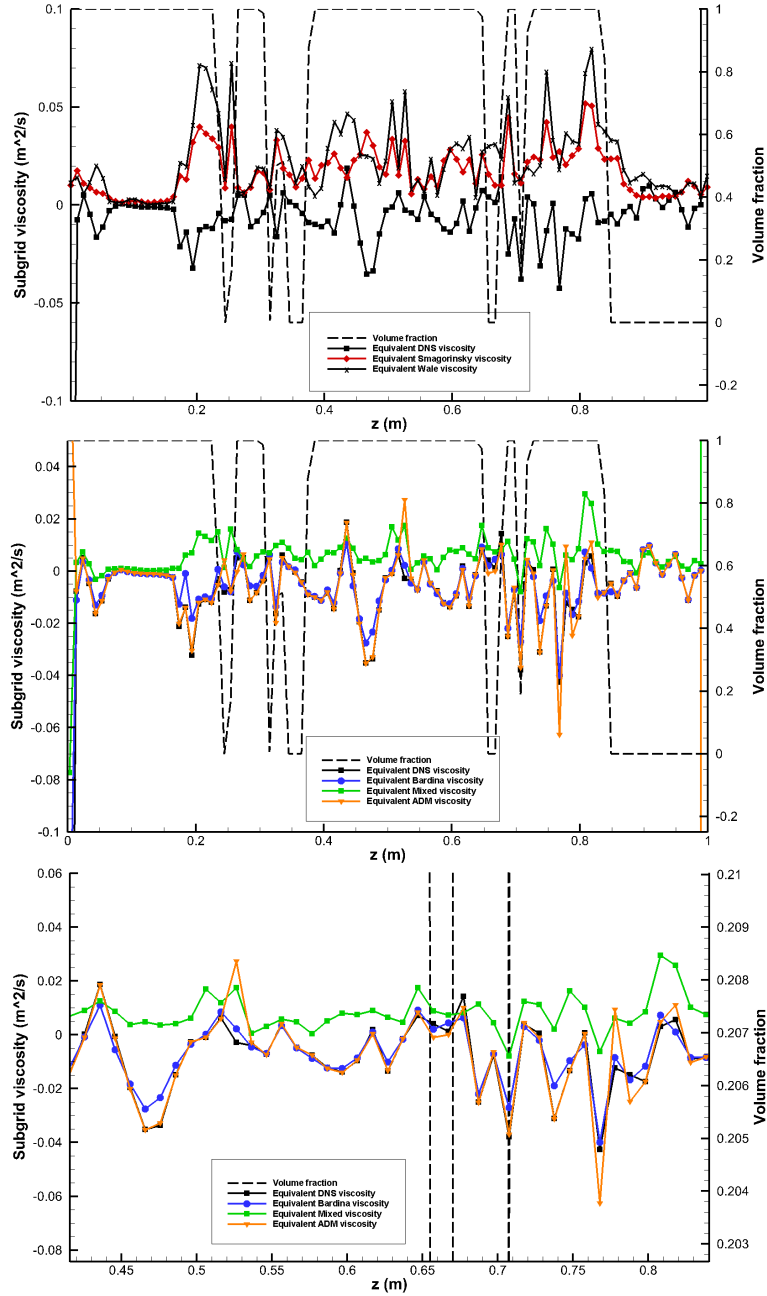 0.1
0.05
0
-0.05
-0.1
Subgrid viscosity (m^2/s)
1
0.8
0.6
0.4
0.2
0
-0.2
Volume fraction
Volume fraction
Equivalent DNS viscosity
Equivalent Smagorinsky viscosity
Equivalent Wale viscosity
0.2
0.4
0.6
0.8
1
z (m)
0.04
0.02
0
-0.02
-0.04
-0.06
-0.08
-0.1
Subgrid viscosity (m^2/s)
1
0.8
0.6
0.4
0.2
0
-0.2
Volume fraction
Volume fraction
Equivalent DNS viscosity
Equivalent Bardina viscosity
Equivalent Mixed viscosity
Equivalent ADM viscosity
0
0.2
0.4
0.6
0.8
1
z (m)
0.06
0.04
0.02
0
-0.02
-0.04
-0.06
-0.08
Subgrid viscosity (m^2/s)
0.21
0.209
0.208
0.207
0.206
0.205
0.204
0.203
Volume fraction
Volume fraction
Equivalent DNS viscosity
Equivalent Bardina viscosity
Equivalent Mixed viscosity
Equivalent ADM viscosity
0.45
0.5
0.55
0.6
0.65
0.7
0.75
0.8
z (m)